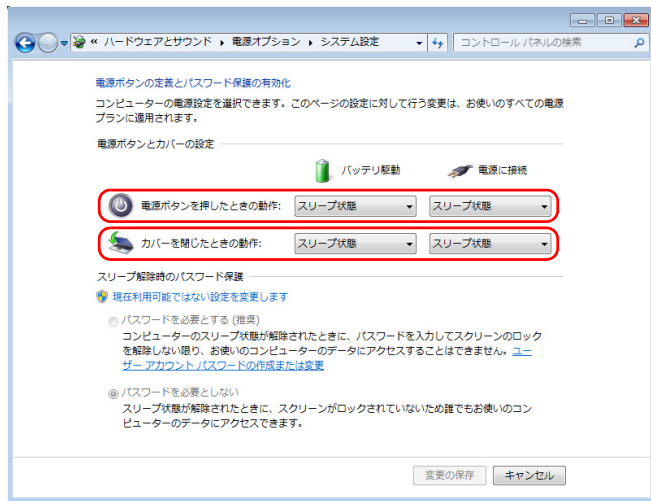 « ハードウェアとサウンド ▸ 電源オプション ▸ システム設定 コントロール パネルの検索
電源ボタンの定義とパスワード保護の有効化
コンピューターの電源設定を選択できます。このページの設定に対して行う変更は、お使いのすべての電源
プランに適用されます。
電源ボタンとカバーの設定
バッテリ駆動 電源に接続
電源ボタンを押したときの動作: スリープ状態 スリープ状態
カバーを閉じたときの動作: スリープ状態 スリープ状態
スリープ解除時のパスワード保護
現在利用可能ではない設定を変更します
パスワードを必要とする (推奨)
コンピューターのスリープ状態が解除されたときに、パスワードを入力してスクリーンのロック
を解除しない限り、お使いのコンピューターのデータにアクセスすることはできません。ユー
ザー アカウント パスワードの作成または変更
パスワードを必要としない
スリープ状態が解除されたときに、スクリーンがロックされていないため誰でもお使いのコン
ピューターのデータにアクセスできます。
変更の保存 キャンセル